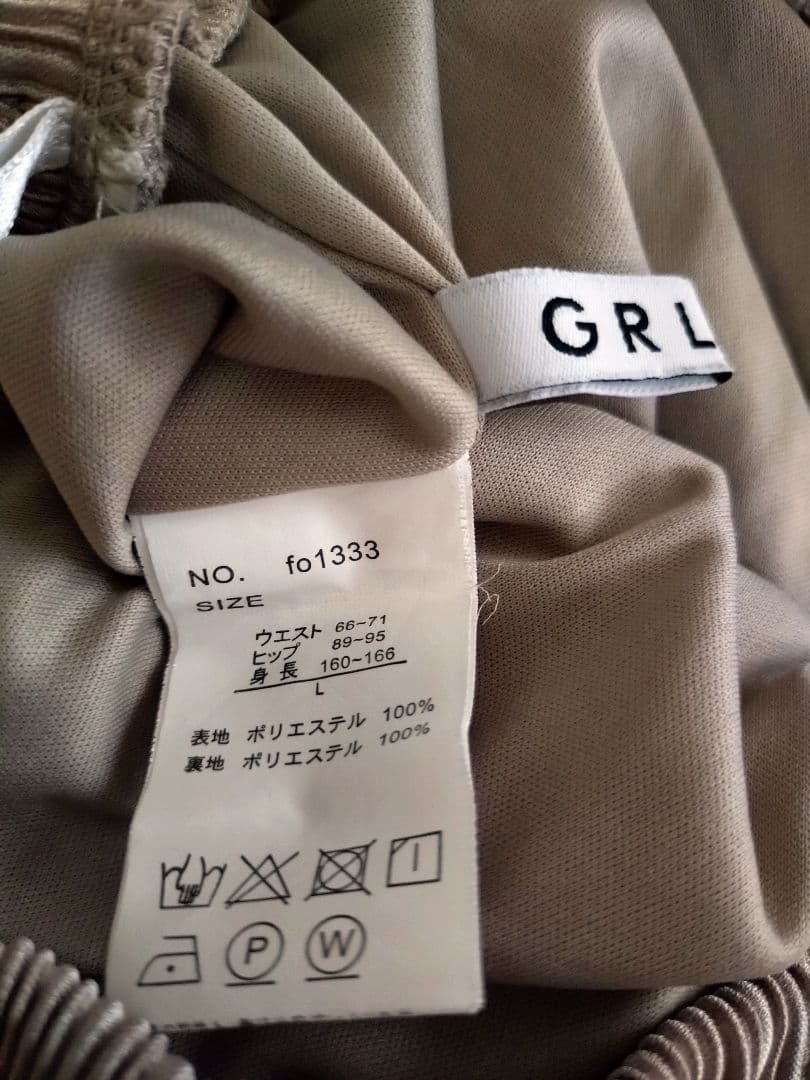 GRL
NO. fo1333
SIZE
ウエスト 66~71
ヒップ 89~95
身長 160~166
L
表地 ポリエステル 100%
裏地 ポリエステル 100%
P W